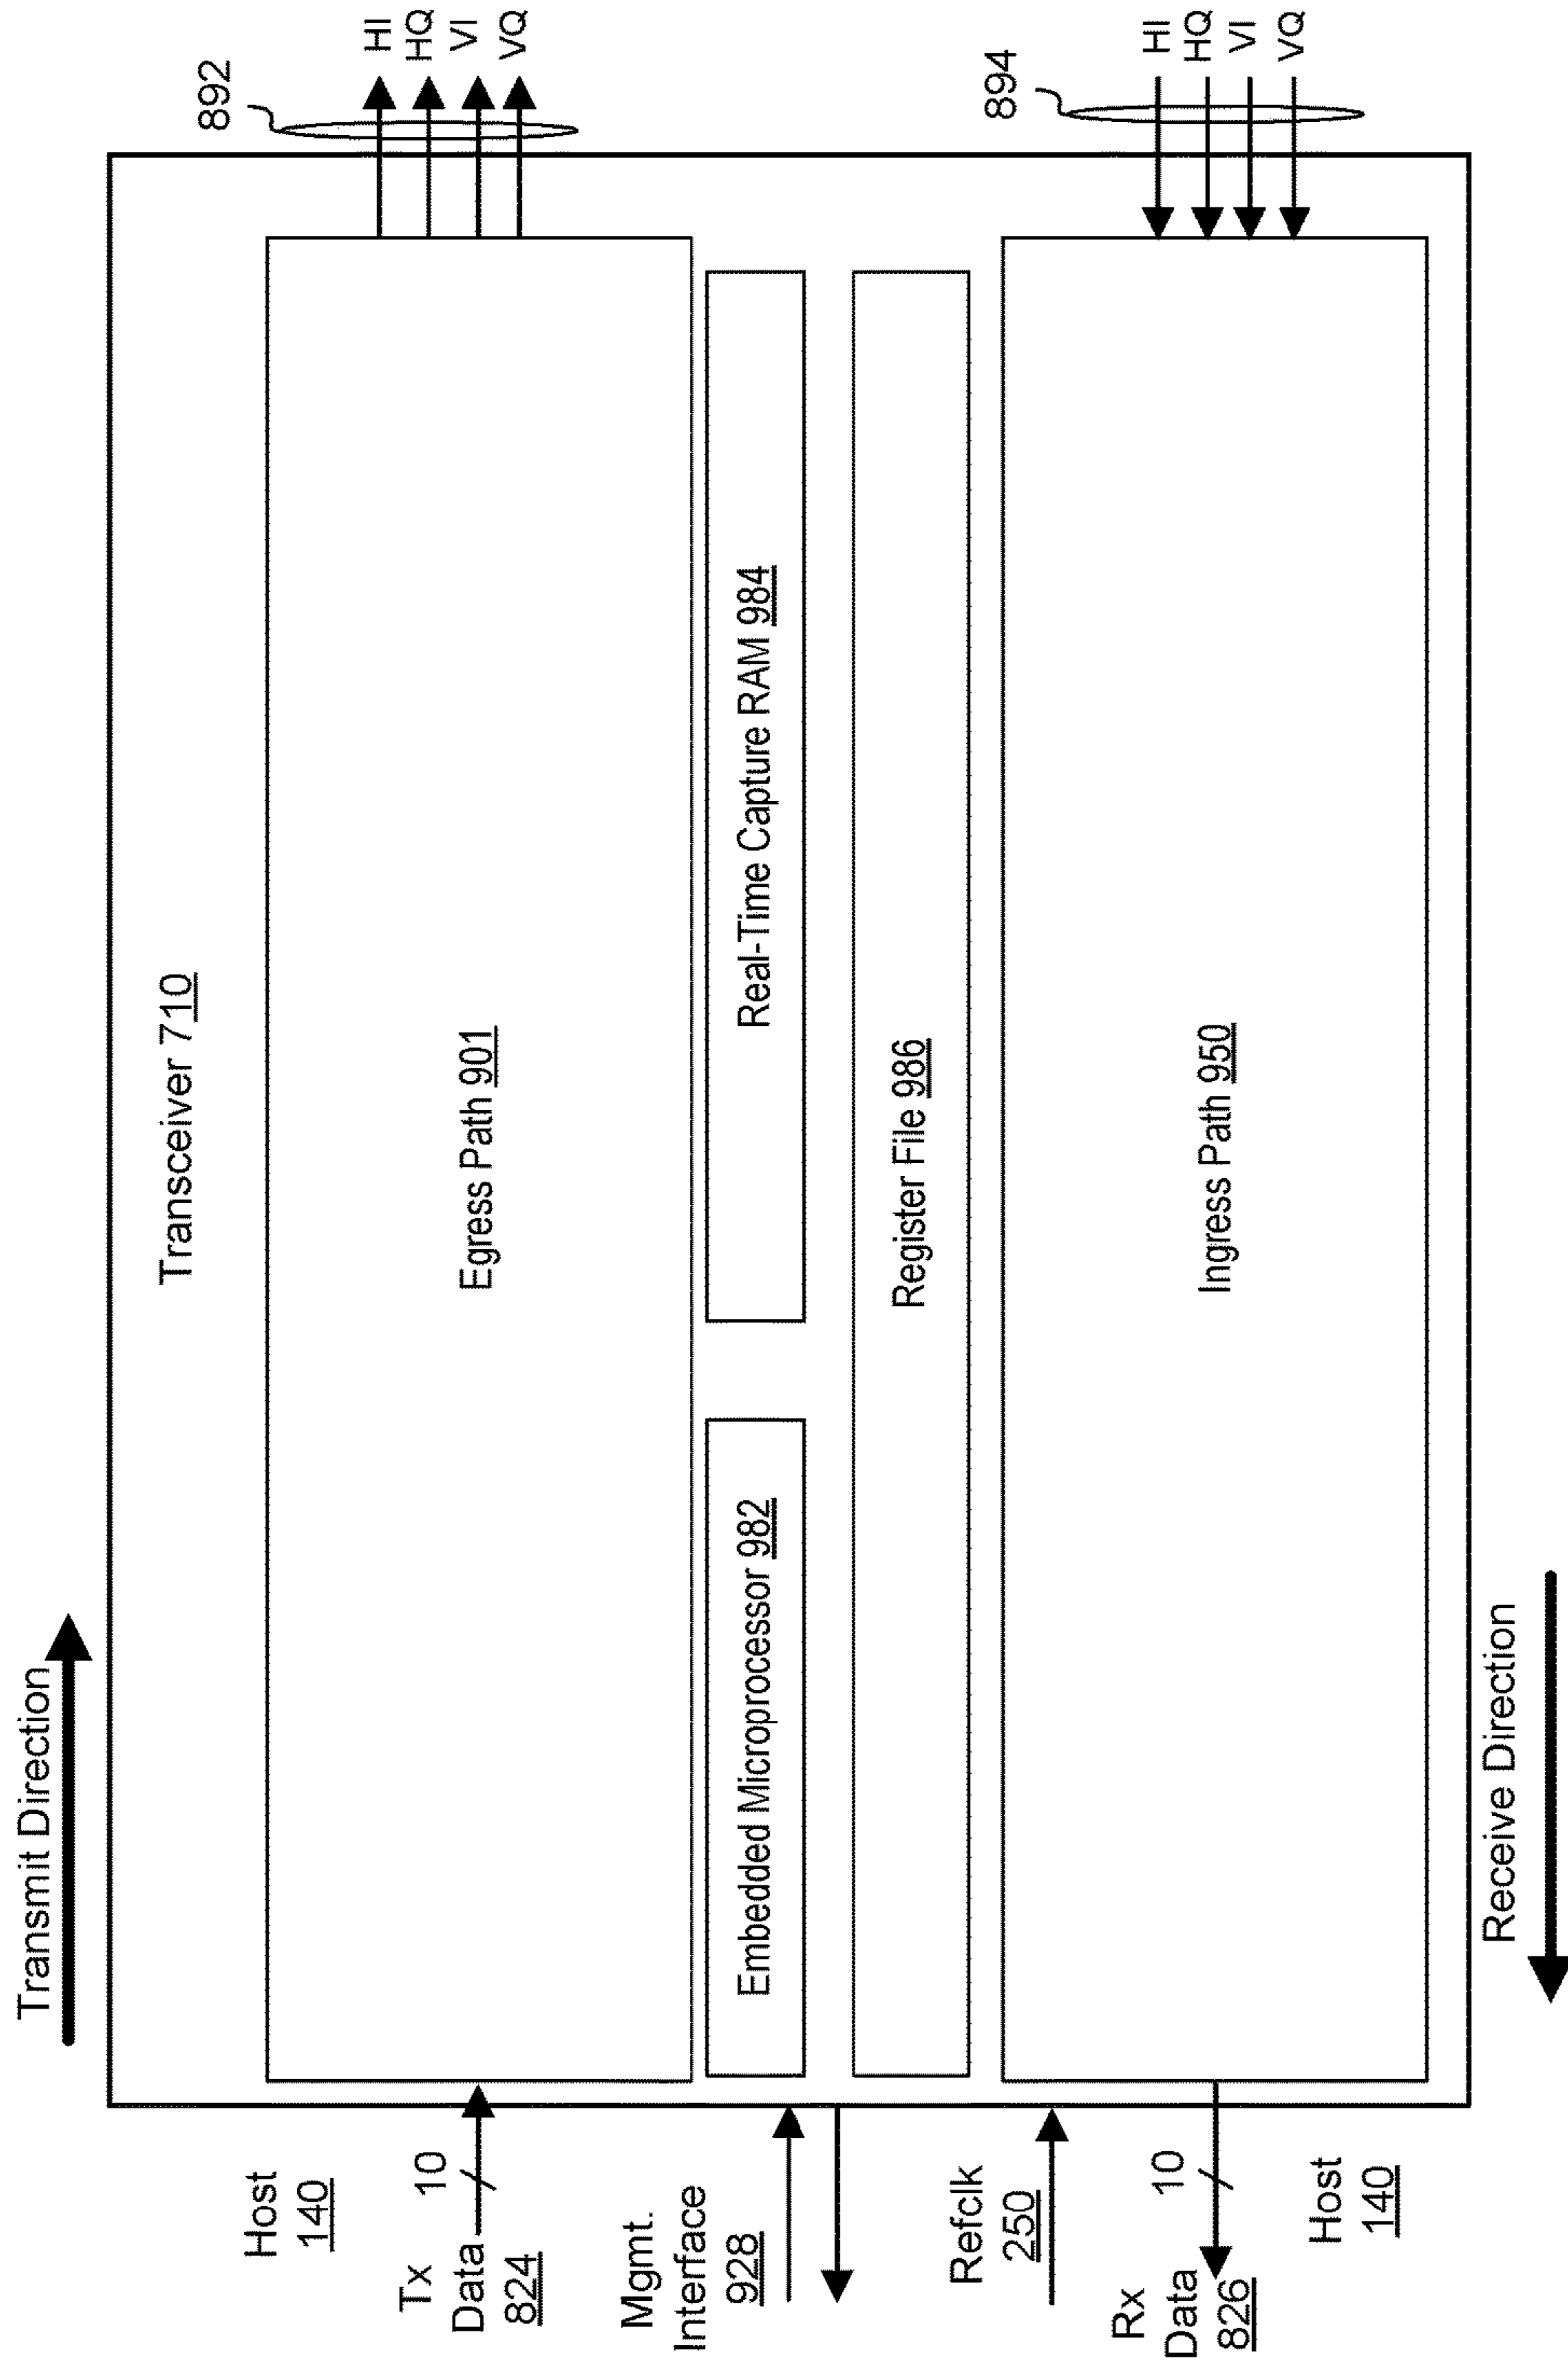 Transmit Direction
Transceiver 710
892
HI
HQ
VI
VQ
Host
140
Tx
Data
824
10
Egress Path 901
Mgmt.
Interface
928
Embedded Microprocessor 982
Real-Time Capture RAM 984
Register File 986
Refclk
250
894
HI
HQ
VI
VQ
Rx
Data
826
10
Ingress Path 950
Host
140
Receive Direction